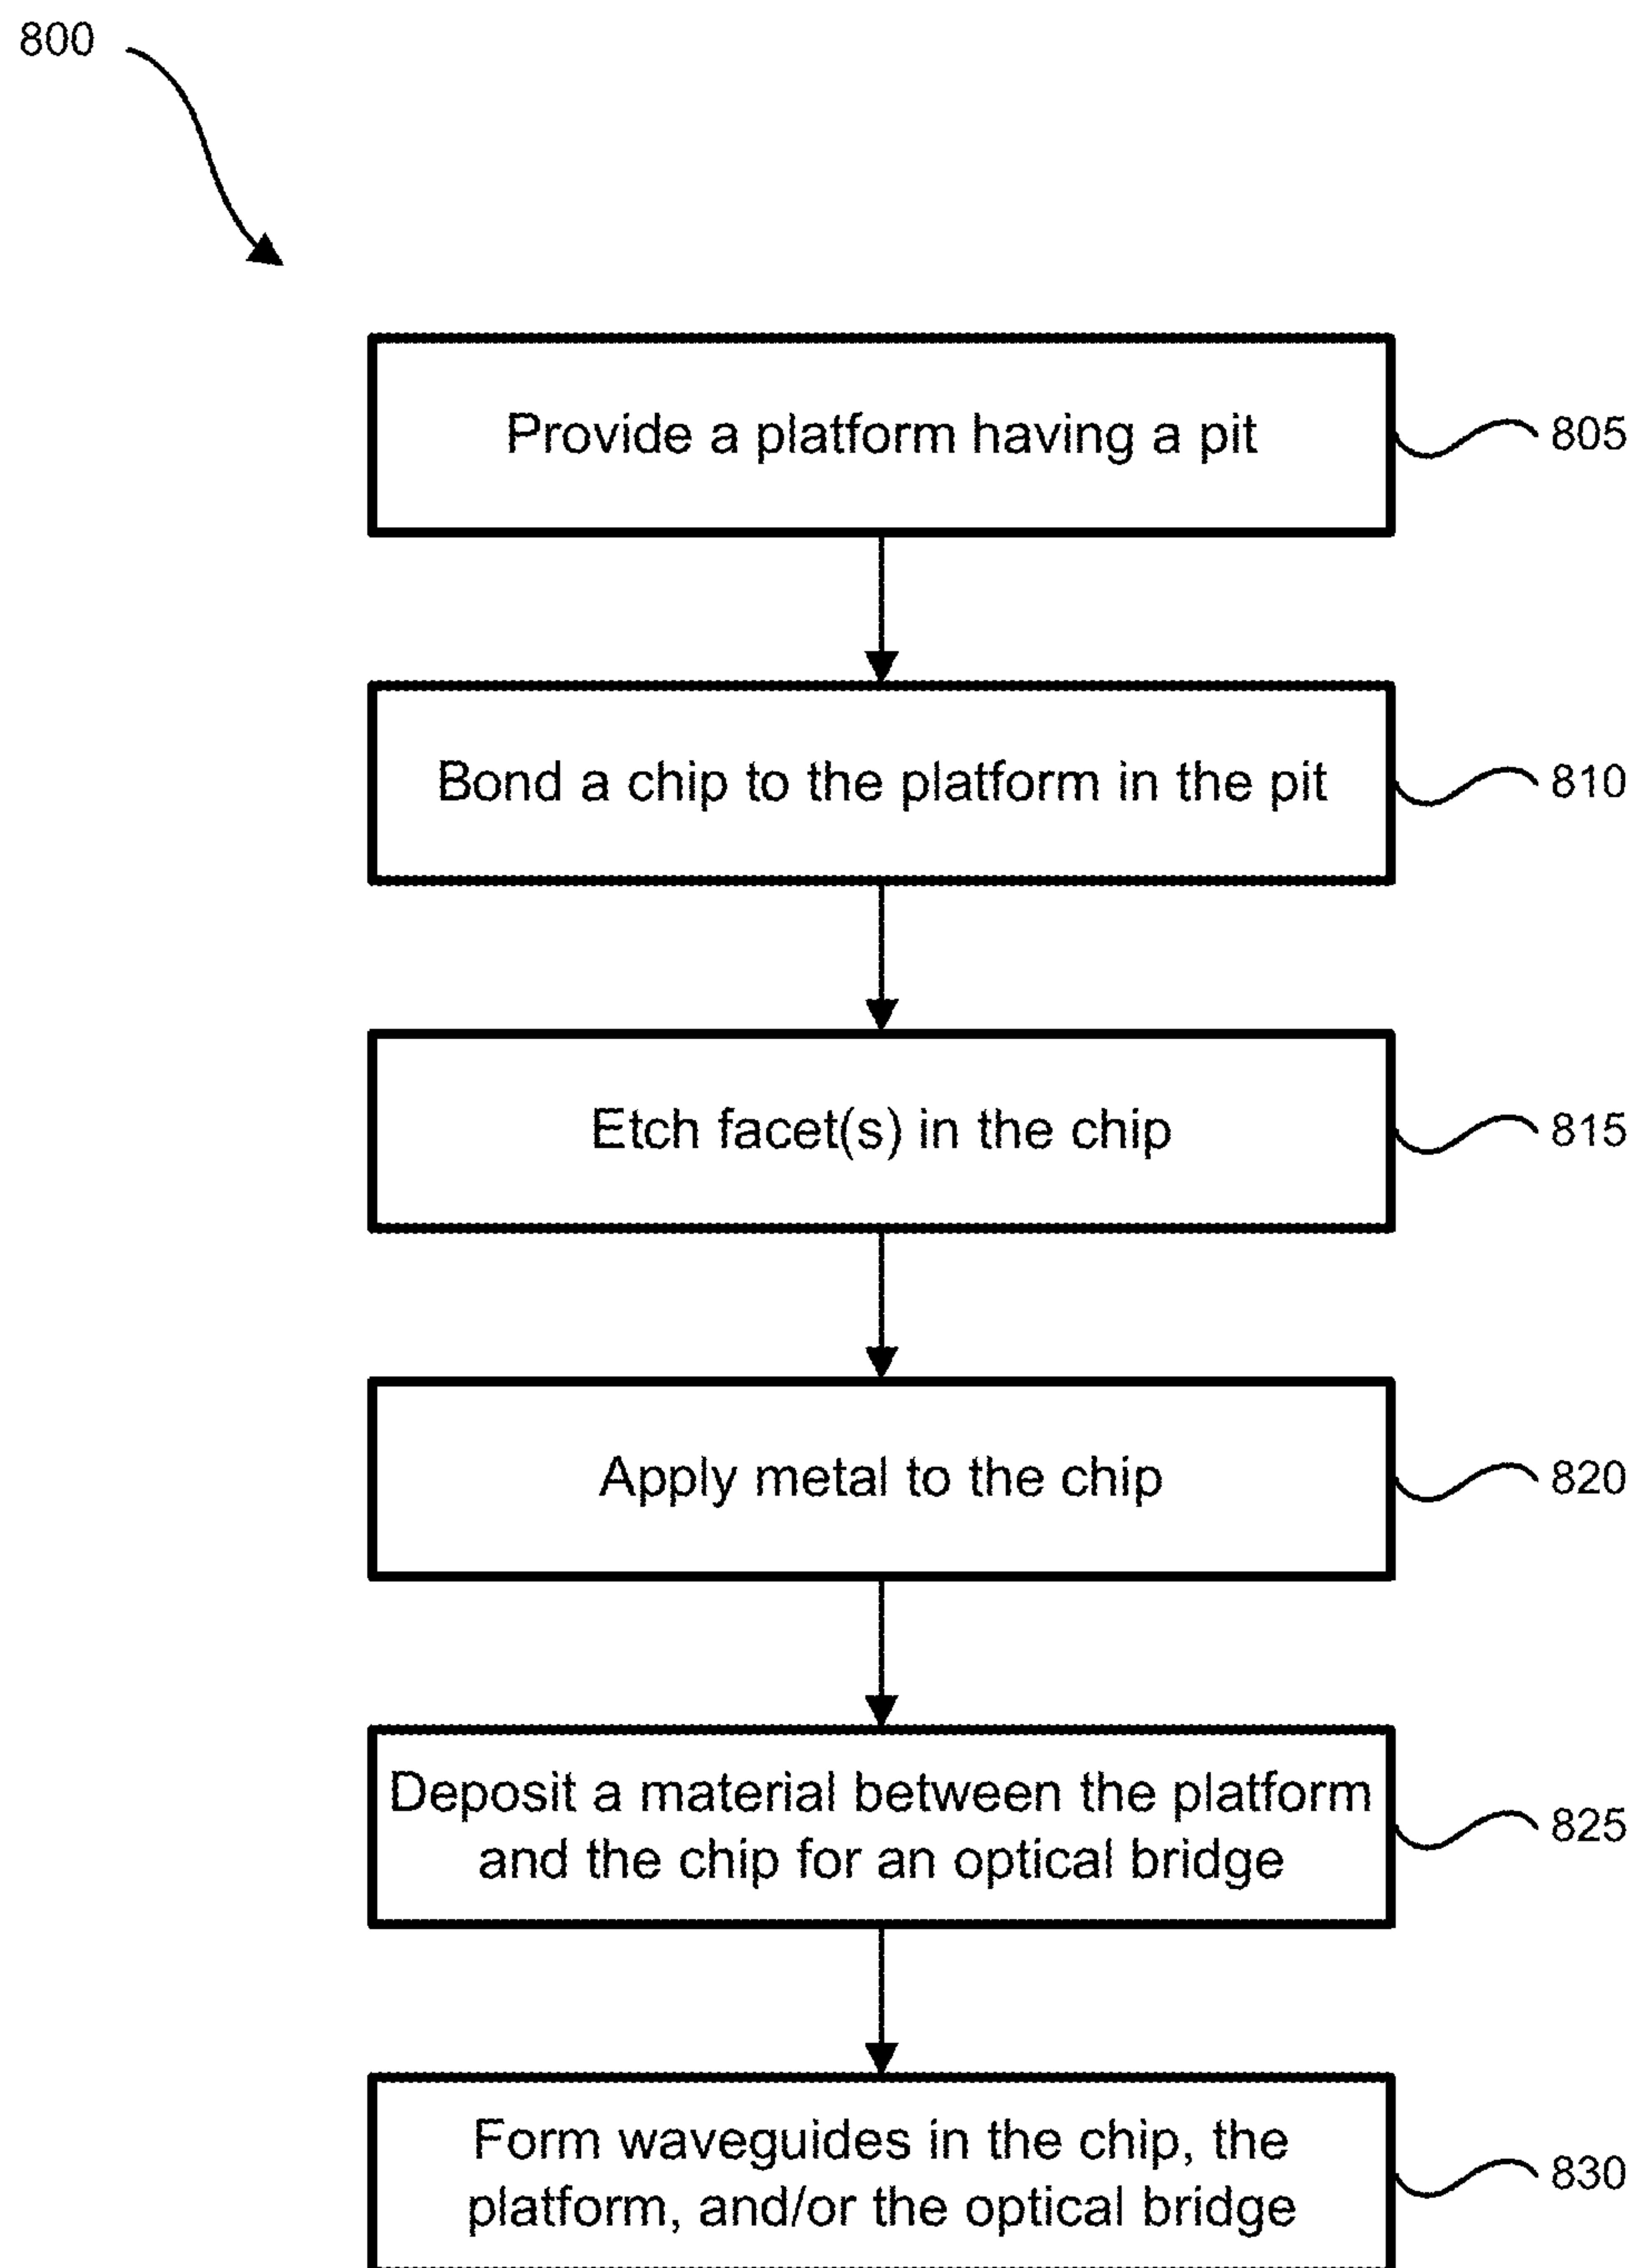 800
Provide a platform having a pit
805
Bond a chip to the platform in the pit
810
Etch facet(s) in the chip
815
Apply metal to the chip
820
Deposit a material between the platform
and the chip for an optical bridge
825
Form waveguides in the chip, the
platform, and/or the optical bridge
830